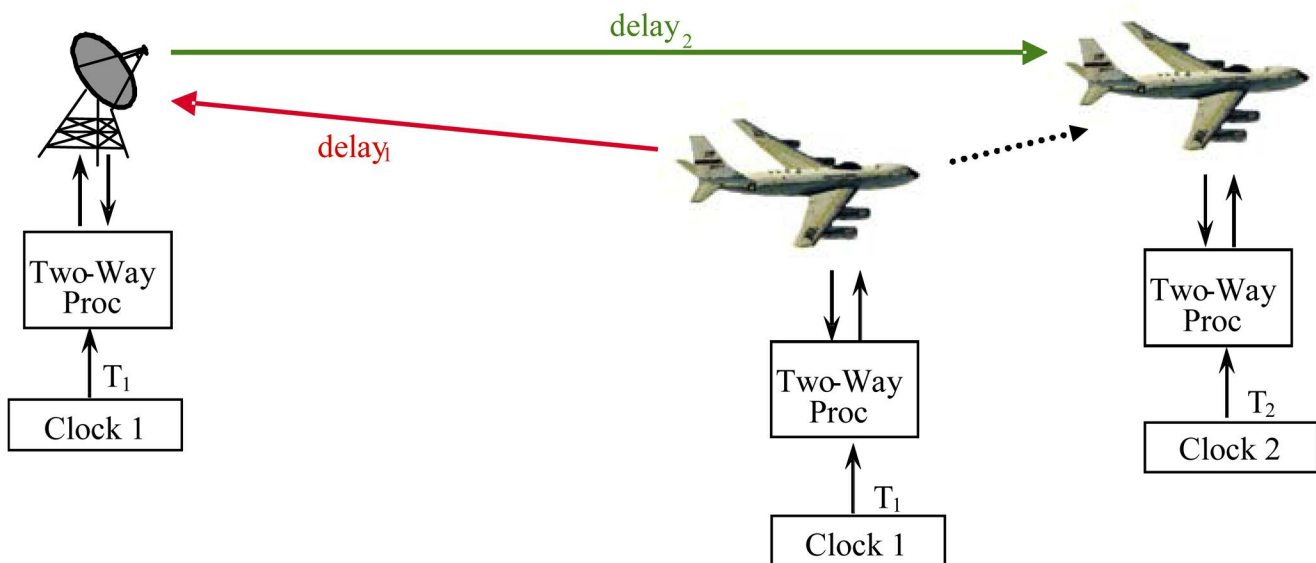 delay2
delay1
Two-Way
Proc
T1
Clock 1
Two-Way
Proc
T1
Clock 1
Two-Way
Proc
T2
Clock 2